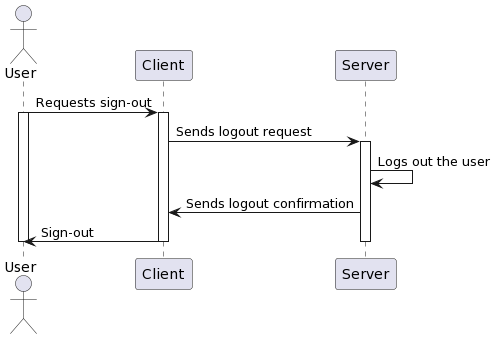 User
Client
Server
Requests sign-out
Sends logout request
Logs out the user
Sends logout confirmation
Sign-out
User
Client
Server